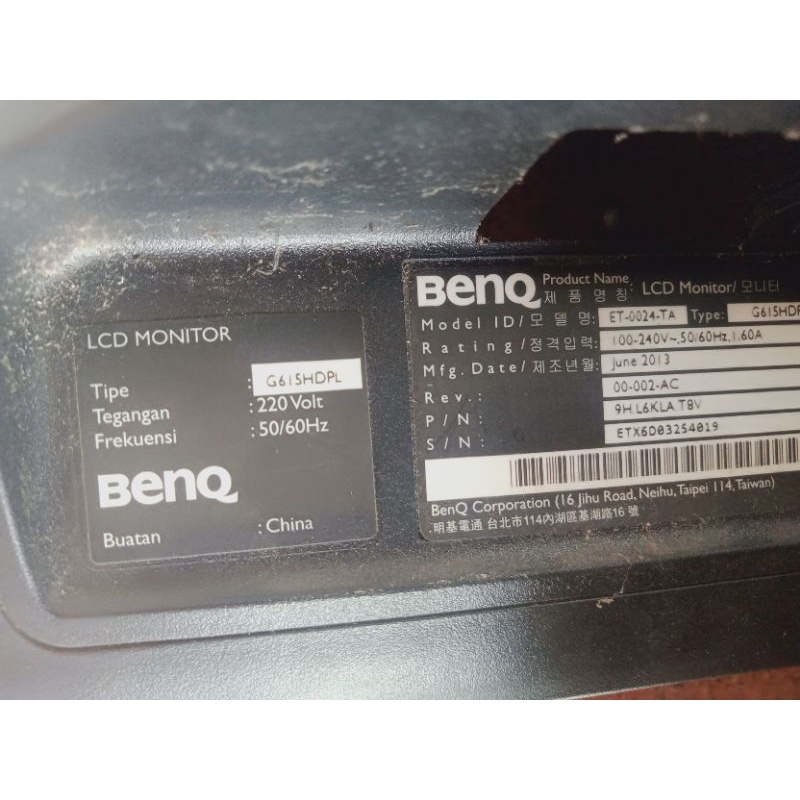 LCD MONITOR
Tipe : G615HDPL
Tegangan : 220 Volt
Frekuensi : 50/60Hz
BenQ
Buatan : China
BenQ Product Name 제 품 명 칭 : LCD Monitor/ 모니터
Model ID/모 델 명: ET-0024-TA Type: G615HDP
Rating/정격입력: 100-240V~,50/60Hz,1.60A
Mfg. Date/제조년월: June 2013
Rev.: 00-002-AC
P/N: 9H.L6KLA.T8V
S/N: ETX6D03254019
BenQ Corporation (16 Jihu Road, Neihu, Taipei 114, Taiwan)
:明基電通 台北市114內湖區基湖路16 號